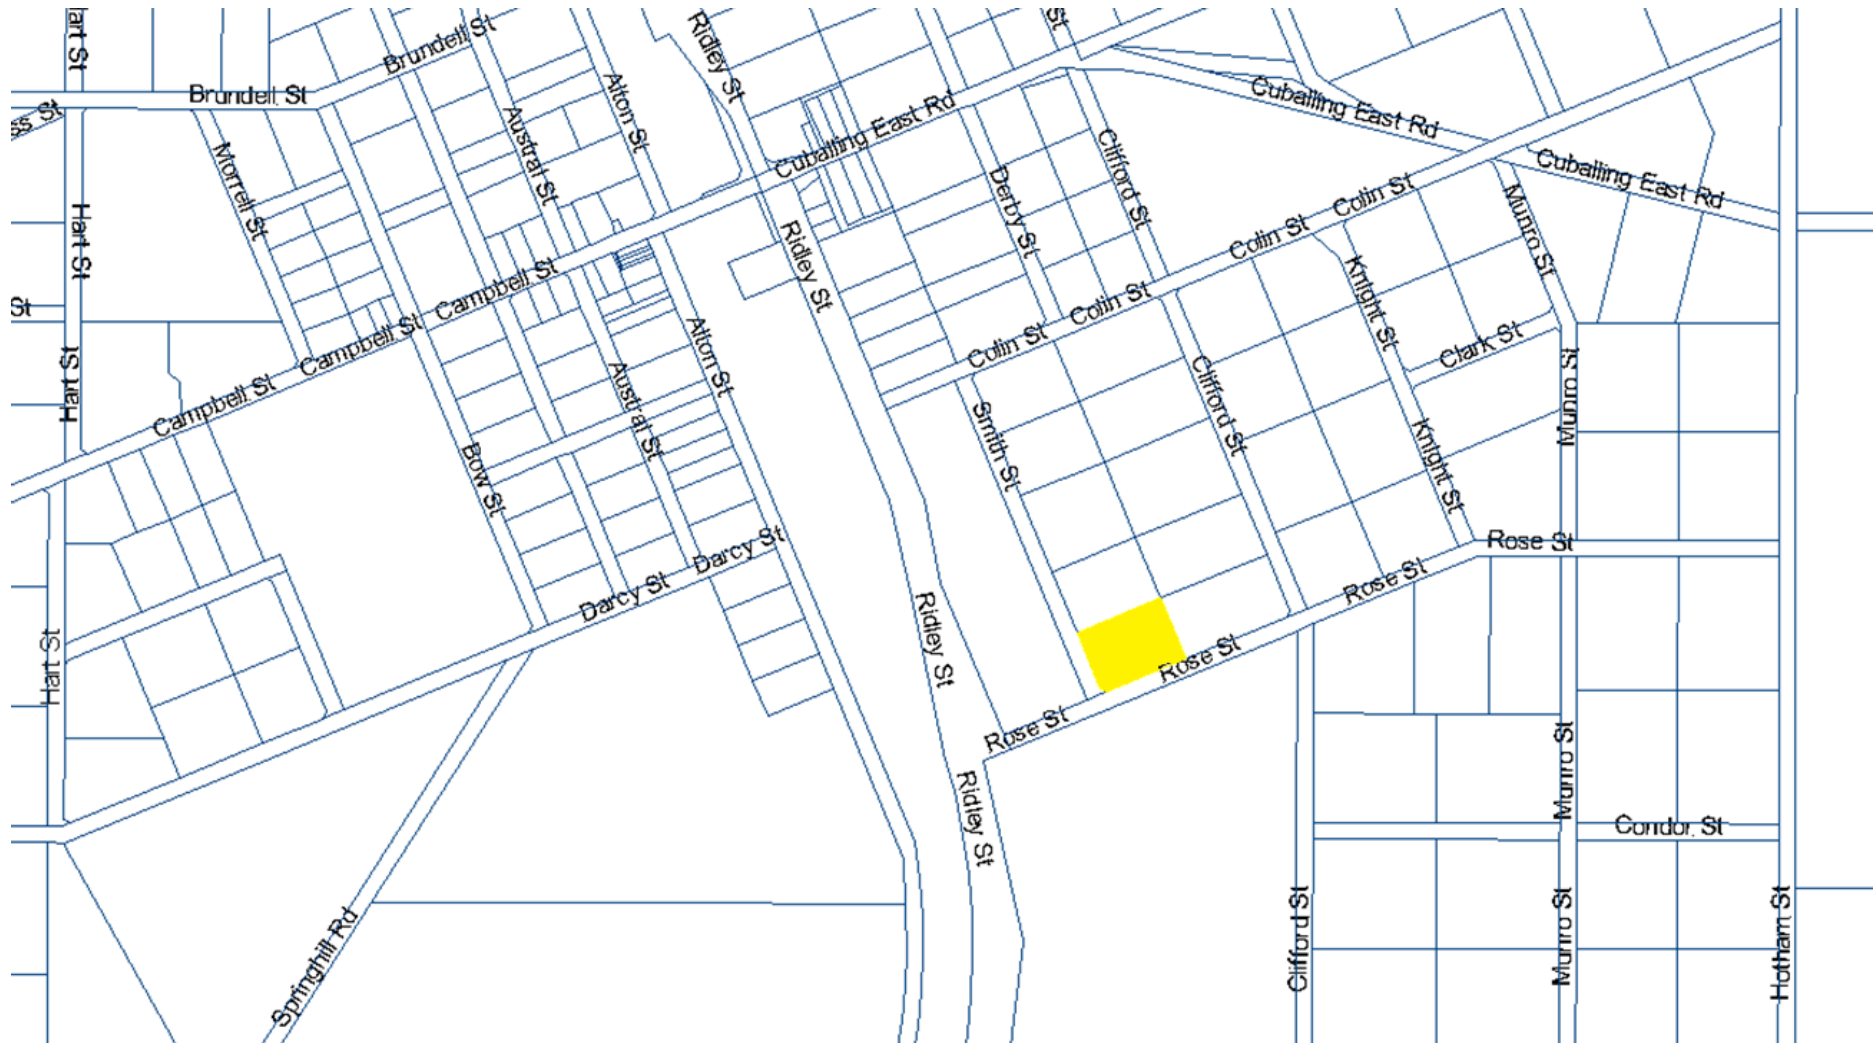 art St
Brundell St
Ridley St
St
Brundell St
Alton St
Cuballing East Rd
ss St
Austral St
Cuballing East Rd
Morrell St
Clifford St
Cuballing East Rd
Derby St
Colin St
Munro St
Hart St
Ridley St
Colin St
Campbell St
Knight St
St
Colin St
Campbell St
Colin St
Clark St
Hart St
Alton St
Austral St
Clifford St
Munro St
Campbell St
Smith St
Knight St
Bow St
Darcy St
Rose St
Darcy St
Rose St
Ridley St
Hart St
Rose St
Rose St
Munro St
Ridley St
Condor St
Springhill Rd
Clifford St
Munro St
Hotham St